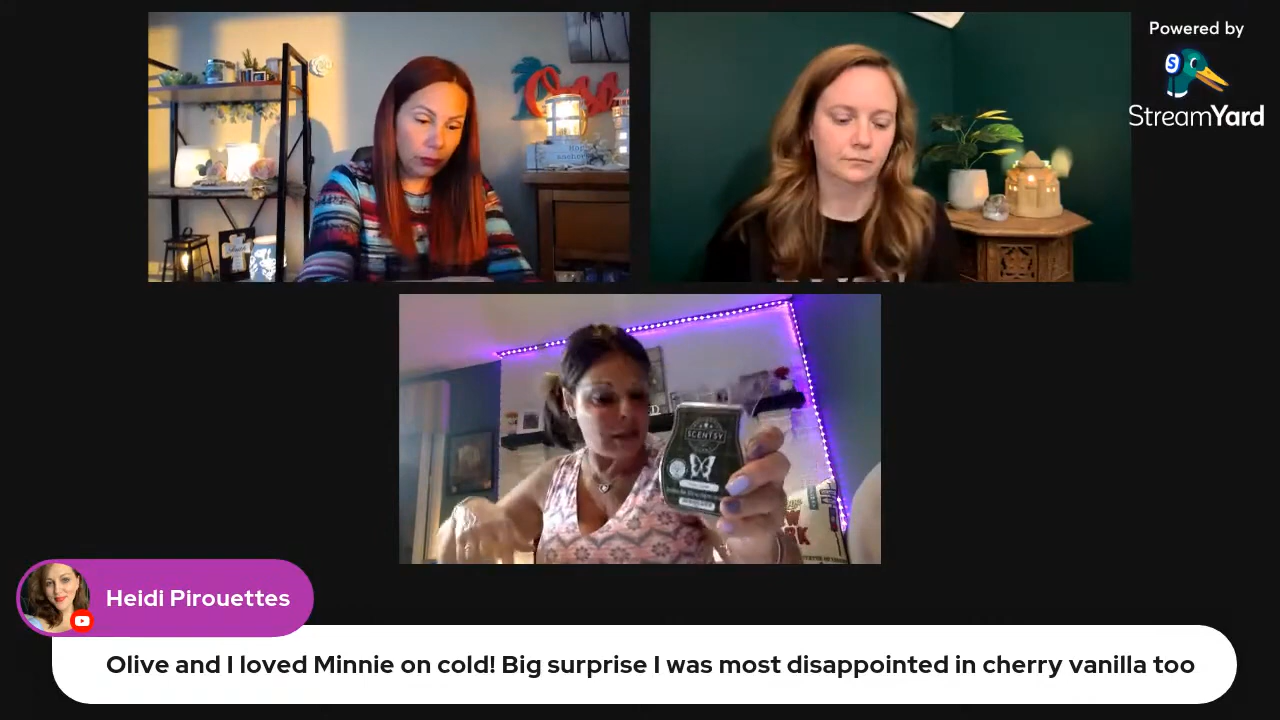 Powered by
StreamYard
SCENTSY
Heidi Pirouettes
Olive and I loved Minnie on cold! Big surprise I was most disappointed in cherry vanilla too